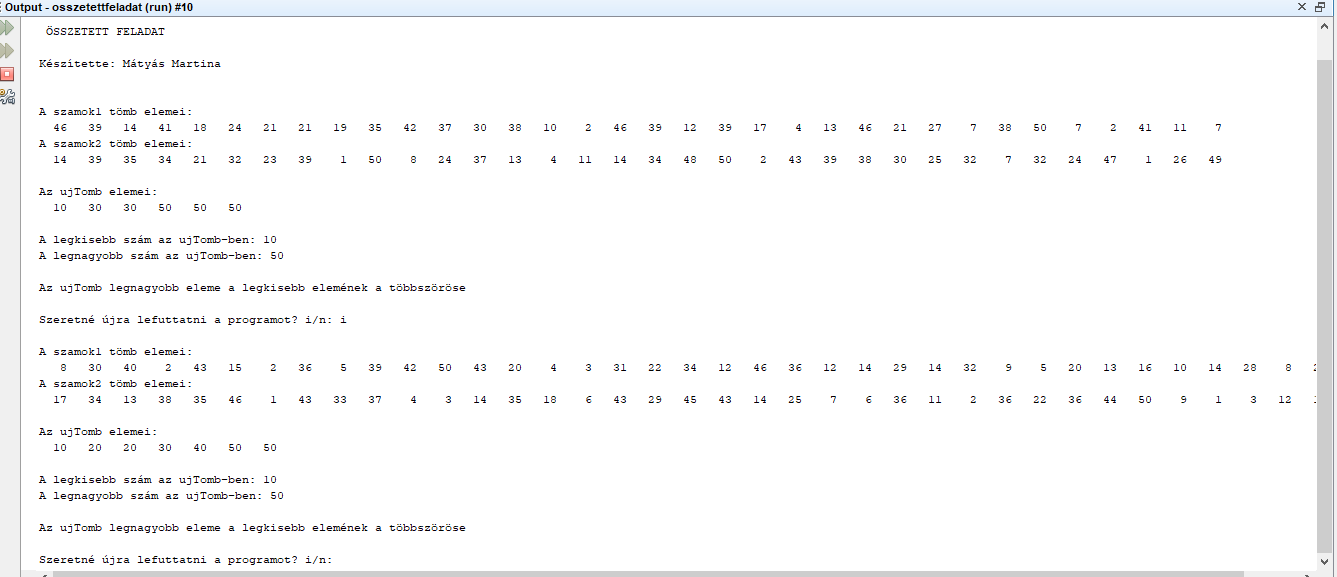 Output - osszetettfeladat (run) #10
ÖSSZETETT FELADAT
Készítette: Mátyás Martina
A szamok1 tömb elemei:
46 39 14 41 18 24 21 21 19 35 42 37 30 38 10 2 46 39 12 39 17 4 13 46 21 27 7 38 50 7 2 41 11 7
A szamok2 tömb elemei:
14 39 35 34 21 32 23 39 1 50 8 24 37 13 4 11 14 34 48 50 2 43 39 38 30 25 32 7 32 24 47 1 26 49
Az ujTomb elemei:
10 30 30 50 50 50
A legkisebb szám az ujTomb-ben: 10
A legnagyobb szám az ujTomb-ben: 50
Az ujTomb legnagyobb eleme a legkisebb elemének a többszöröse
Szeretné újra lefuttatni a programot? i/n: i
A szamok1 tömb elemei:
8 30 40 2 43 15 2 36 5 39 42 50 43 20 4 3 31 22 34 12 46 36 12 14 29 14 32 9 5 20 13 16 10 14 28 8
A szamok2 tömb elemei:
17 34 13 38 35 46 1 43 33 37 4 3 14 35 18 6 43 29 45 43 14 25 7 6 36 11 2 36 22 36 44 50 9 1 3 12
Az ujTomb elemei:
10 20 20 30 40 50 50
A legkisebb szám az ujTomb-ben: 10
A legnagyobb szám az ujTomb-ben: 50
Az ujTomb legnagyobb eleme a legkisebb elemének a többszöröse
Szeretné újra lefuttatni a programot? i/n: